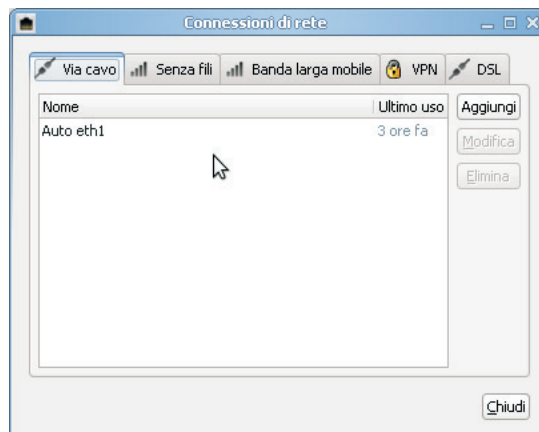 Connessioni di rete
Via cavo Senza fili Banda larga mobile VPN DSL
Nome Ultimo uso Aggiungi
Auto eth1 3 ore fa
Modifica
Elimina
Chiudi